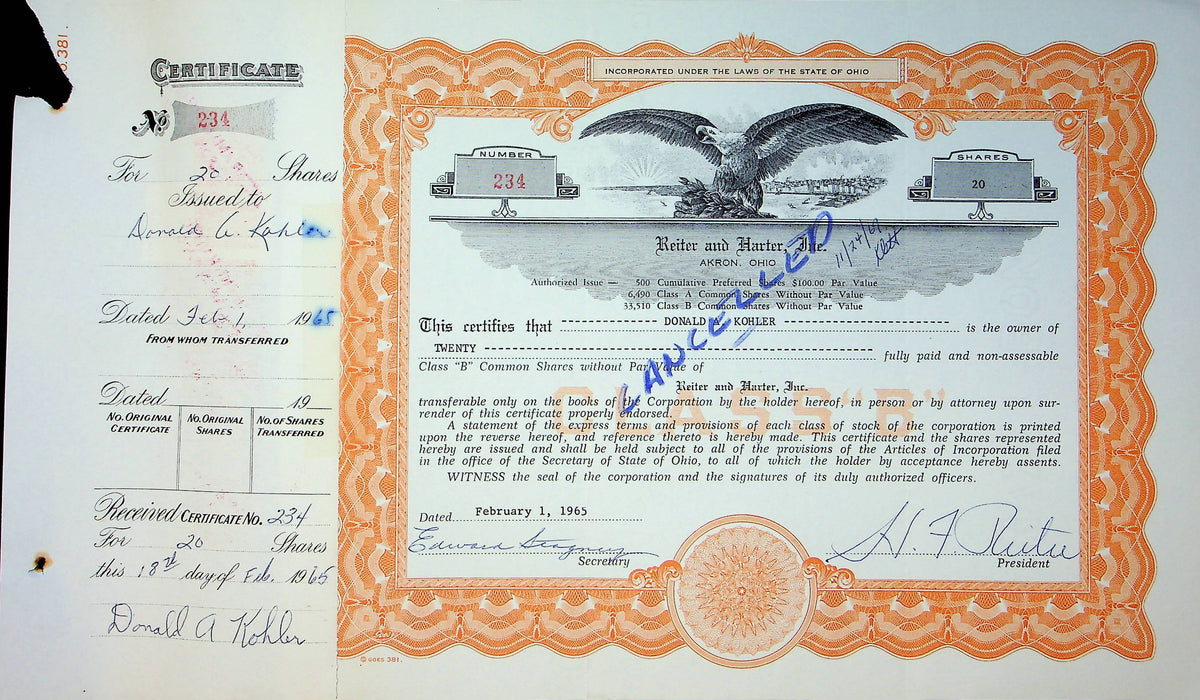 5.381.
CERTIFICATE
No 234
For 20 Shares
Issued to
Donald A. Kohler
Dated Feb 1, 1965
FROM WHOM TRANSFERRED
Dated 19
NO. ORIGINAL CERTIFICATE
NO. ORIGINAL SHARES
NO. OF SHARES TRANSFERRED
Received CERTIFICATE NO. 234
For 20 Shares
this 18th day of Feb. 1965
Donald A Kohler
INCORPORATED UNDER THE LAWS OF THE STATE OF OHIO
NUMBER
234
SHARES
20
Reiter and Harter, Inc.
AKRON, OHIO
CANCELLED
11/24/69
Authorized Issue — 500 Cumulative Preferred Shares $100.00 Par Value
6,490 Class A Common Shares Without Par Value
33,510 Class B Common Shares Without Par Value
This certifies that DONALD A. KOHLER is the owner of
TWENTY fully paid and non-assessable
Class "B" Common Shares without Par Value of
Reiter and Harter, Inc.
CLASS "B"
transferable only on the books of the Corporation by the holder hereof, in person or by attorney upon sur-
render of this certificate properly endorsed.
A statement of the express terms and provisions of each class of stock of the corporation is printed
upon the reverse hereof, and reference thereto is hereby made. This certificate and the shares represented
hereby are issued and shall be held subject to all of the provisions of the Articles of Incorporation filed
in the office of the Secretary of State of Ohio, to all of which the holder by acceptance hereby assents.
WITNESS the seal of the corporation and the signatures of its duly authorized officers.
Dated February 1, 1965
Edward Seagney H. F. Reiter
Secretary President
© GOES 381.